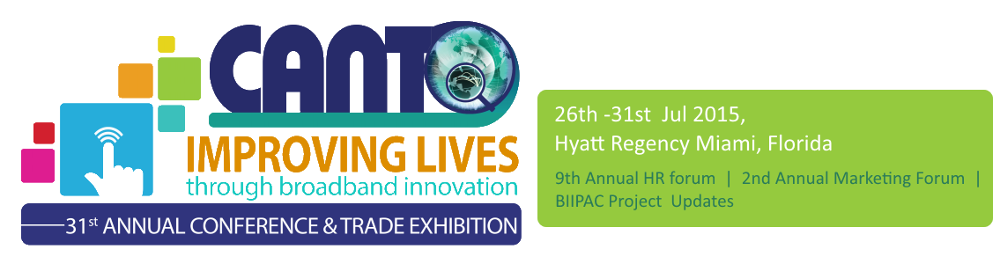 CANTO
IMPROVING LIVES
through broadband innovation
31st ANNUAL CONFERENCE & TRADE EXHIBITION
26th -31st Jul 2015,
Hyatt Regency Miami, Florida
9th Annual HR forum | 2nd Annual Marketing Forum |
BIIPAC Project Updates